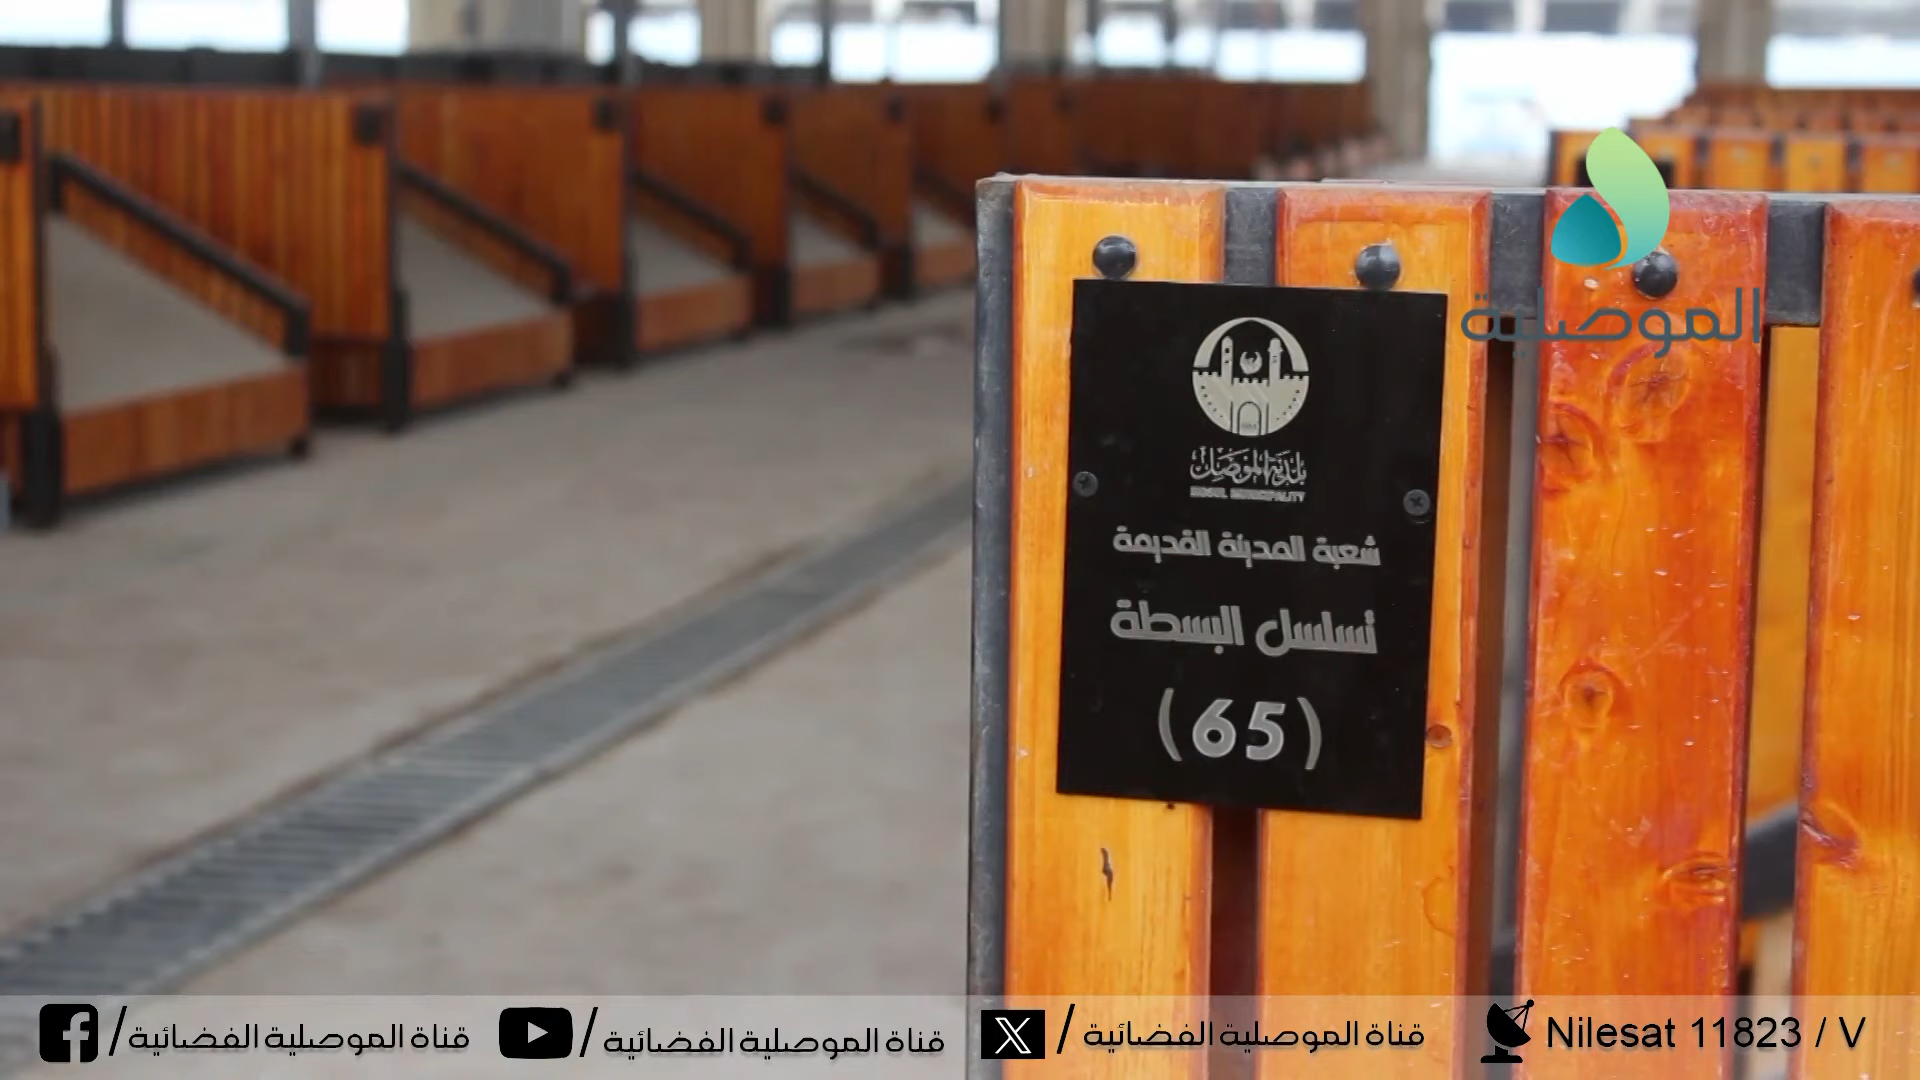 الموصلية
بلدية الموصل
MOSUL MUNICIPALITY
شعبة المدينة القديمة
تسلسل البسطة
(65)
/قناة الموصلية الفضائية
/قناة الموصلية الفضائية
/قناة الموصلية الفضائية
Nilesat 11823 / V